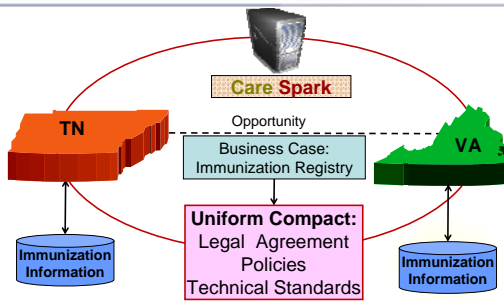 Care Spark
TN
Opportunity
VA
Business Case:
Immunization Registry
Uniform Compact:
Legal Agreement
Policies
Technical Standards
Immunization
Information
Immunization
Information